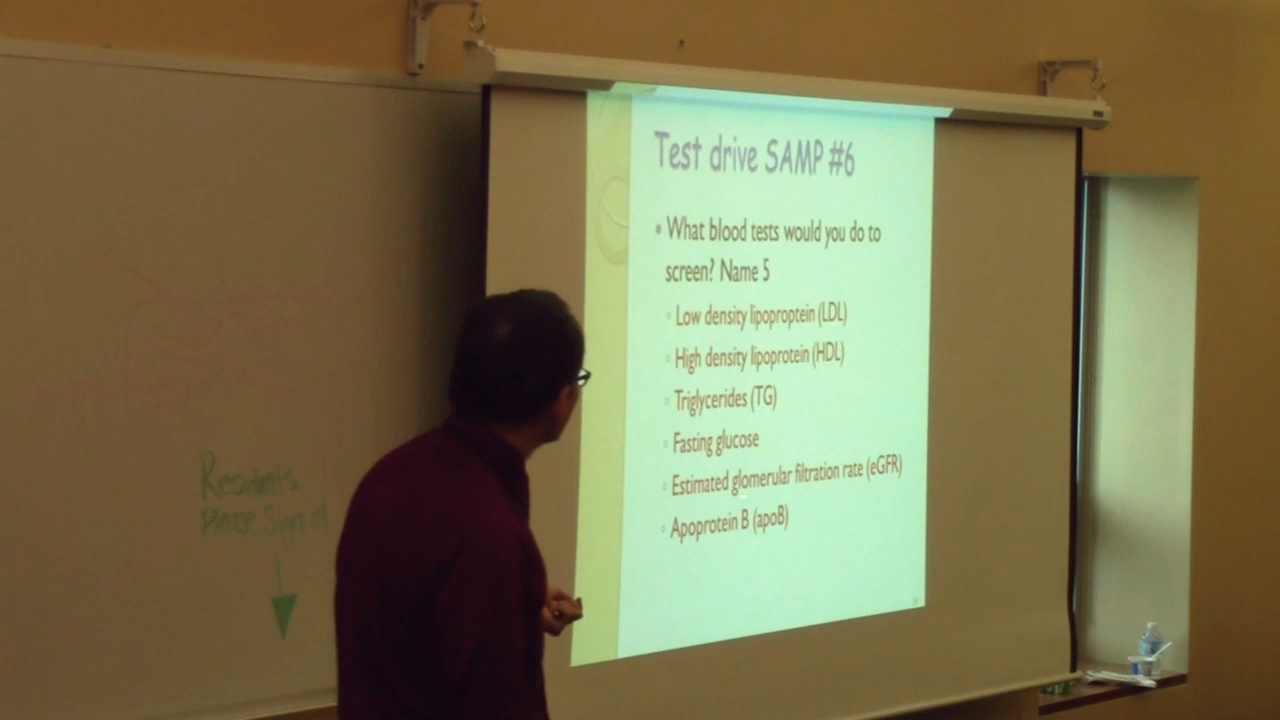 Test drive SAMP #6
• What blood tests would you do to
screen? Name 5
Low density lipoproptein (LDL)
High density lipoprotein (HDL)
Triglycerides (TG)
Fasting glucose
Estimated glomerular filtration rate (eGFR)
Apoprotein B (apoB)
Residents
Please Sign